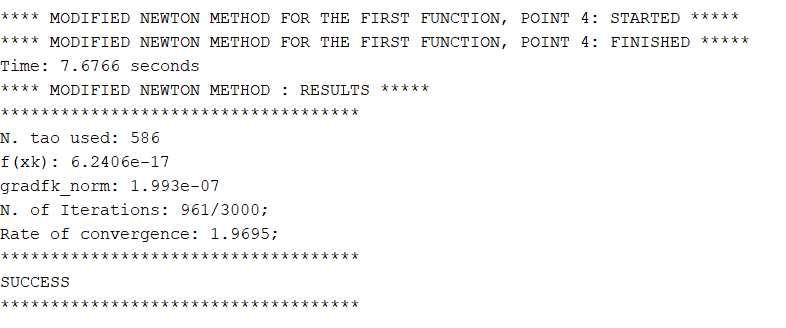 **** MODIFIED NEWTON METHOD FOR THE FIRST FUNCTION, POINT 4: STARTED *****
**** MODIFIED NEWTON METHOD FOR THE FIRST FUNCTION, POINT 4: FINISHED *****
Time: 7.6766 seconds
**** MODIFIED NEWTON METHOD : RESULTS *****
************************************
N. tao used: 586
f(xk): 6.2406e-17
gradfk_norm: 1.993e-07
N. of Iterations: 961/3000;
Rate of convergence: 1.9695;
************************************
SUCCESS
************************************